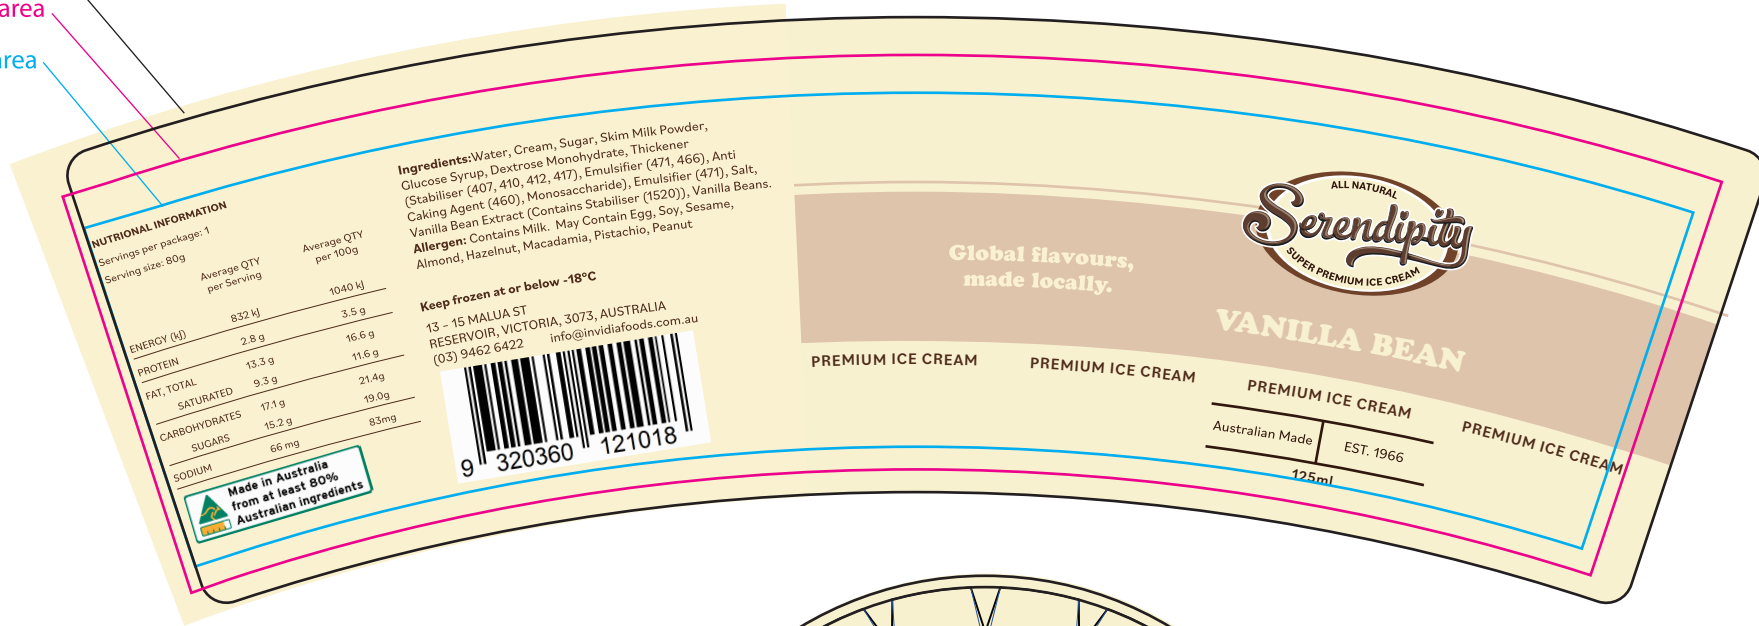 area
area
NUTRIONAL INFORMATION
Servings per package: 1
Serving size: 80g
Average QTY per Serving Average QTY per 100g
ENERGY (kJ) 832 kJ 1040 kJ
PROTEIN 2.8 g 3.5 g
FAT, TOTAL 13.3 g 16.6 g
SATURATED 9.3 g 11.6 g
CARBOHYDRATES 17.1 g 21.4g
SUGARS 15.2 g 19.0g
SODIUM 66 mg 83mg
Made in Australia
from at least 80%
Australian ingredients
Ingredients:Water, Cream, Sugar, Skim Milk Powder,
Glucose Syrup, Dextrose Monohydrate, Thickener
(Stabiliser (407, 410, 412, 417), Emulsifier (471, 466), Anti
Caking Agent (460), Monosaccharide), Emulsifier (471), Salt,
Vanilla Bean Extract (Contains Stabiliser (1520)), Vanilla Beans.
Allergen: Contains Milk. May Contain Egg, Soy, Sesame,
Almond, Hazelnut, Macadamia, Pistachio, Peanut
Keep frozen at or below -18°C
13 - 15 MALUA ST
RESERVOIR, VICTORIA, 3073, AUSTRALIA
(03) 9462 6422 info@invidiafoods.com.au
9 320360 121018
Global flavours,
made locally.
ALL NATURAL
Serendipity
SUPER PREMIUM ICE CREAM
VANILLA BEAN
PREMIUM ICE CREAM PREMIUM ICE CREAM PREMIUM ICE CREAM PREMIUM ICE CREAM
Australian Made EST. 1966
125ml